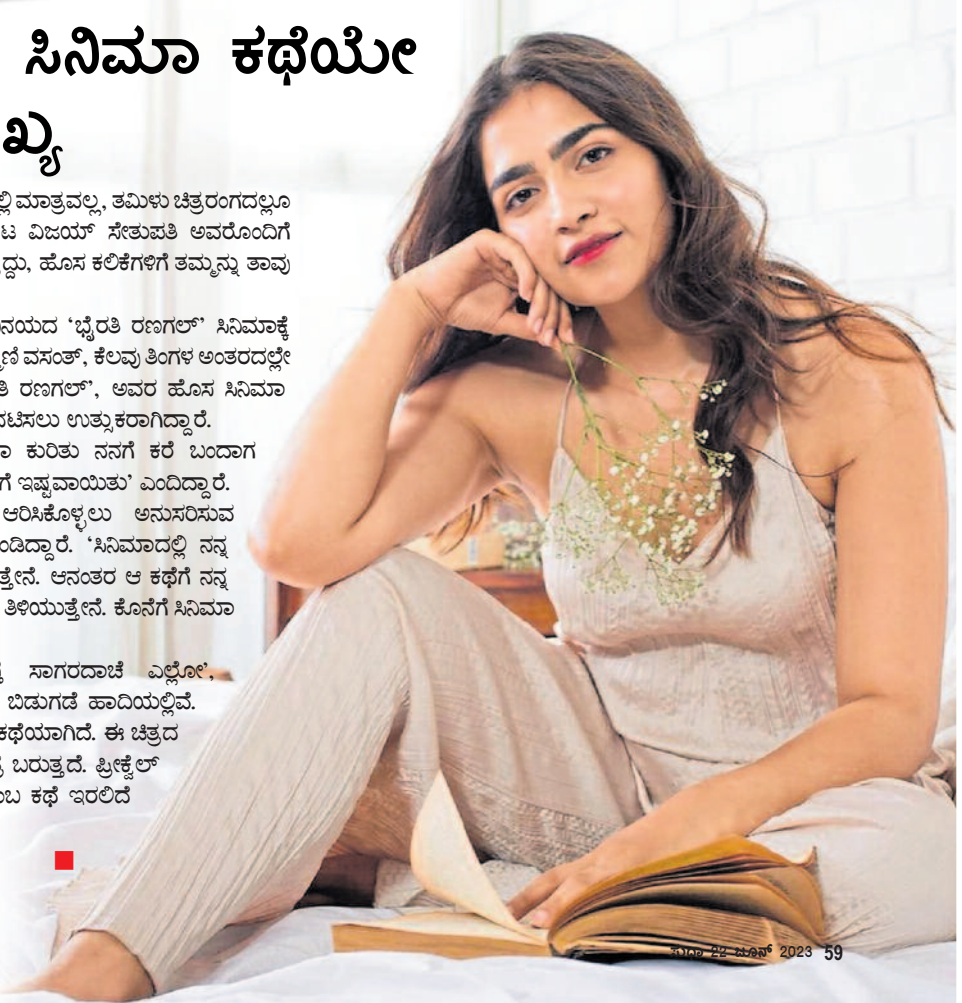 ಸಿನಿಮಾ ಕಥೆಯೇ
ಖ್ಯ
ಲ್ಲಿ ಮಾತ್ರವಲ್ಲ, ತಮಿಳು ಚಿತ್ರರಂಗದಲ್ಲೂ
ಟ ವಿಜಯ್ ಸೇತುಪತಿ ಅವರೊಂದಿಗೆ
ದ್ದು, ಹೊಸ ಕಲಿಕೆಗಳಿಗೆ ತಮ್ಮನ್ನು ತಾವು
ನಯದ ‘ಭೈರತಿ ರಣಗಲ್’ ಸಿನಿಮಾಕ್ಕೆ
ಣಿ ವಸಂತ್, ಕೆಲವು ತಿಂಗಳ ಅಂತರದಲ್ಲೇ
ತಿ ರಣಗಲ್’, ಅವರ ಹೊಸ ಸಿನಿಮಾ
ನಟಿಸಲು ಉತ್ಸುಕರಾಗಿದ್ದಾರೆ.
ಾ ಕುರಿತು ನನಗೆ ಕರೆ ಬಂದಾಗ
ಗೆ ಇಷ್ಟವಾಯಿತು’ ಎಂದಿದ್ದಾರೆ.
ಆರಿಸಿಕೊಳ್ಳಲು ಅನುಸರಿಸುವ
ಂಡಿದ್ದಾರೆ. ‘ಸಿನಿಮಾದಲ್ಲಿ ನನ್ನ
ತ್ತೇನೆ. ಆನಂತರ ಆ ಕಥೆಗೆ ನನ್ನ
ತಿಳಿಯುತ್ತೇನೆ. ಕೊನೆಗೆ ಸಿನಿಮಾ
ಸಾಗರದಾಚೆ ಎಲ್ಲೋ’,
ಬಿಡುಗಡೆ ಹಾದಿಯಲ್ಲಿವೆ.
ಕಥೆಯಾಗಿದೆ. ಈ ಚಿತ್ರದ
ಬರುತ್ತದೆ. ಪ್ರೀಕ್ವೆಲ್
ಂಬ ಕಥೆ ಇರಲಿದೆ
ಸುಧಾ 22 ಜೂನ್ 2023 59